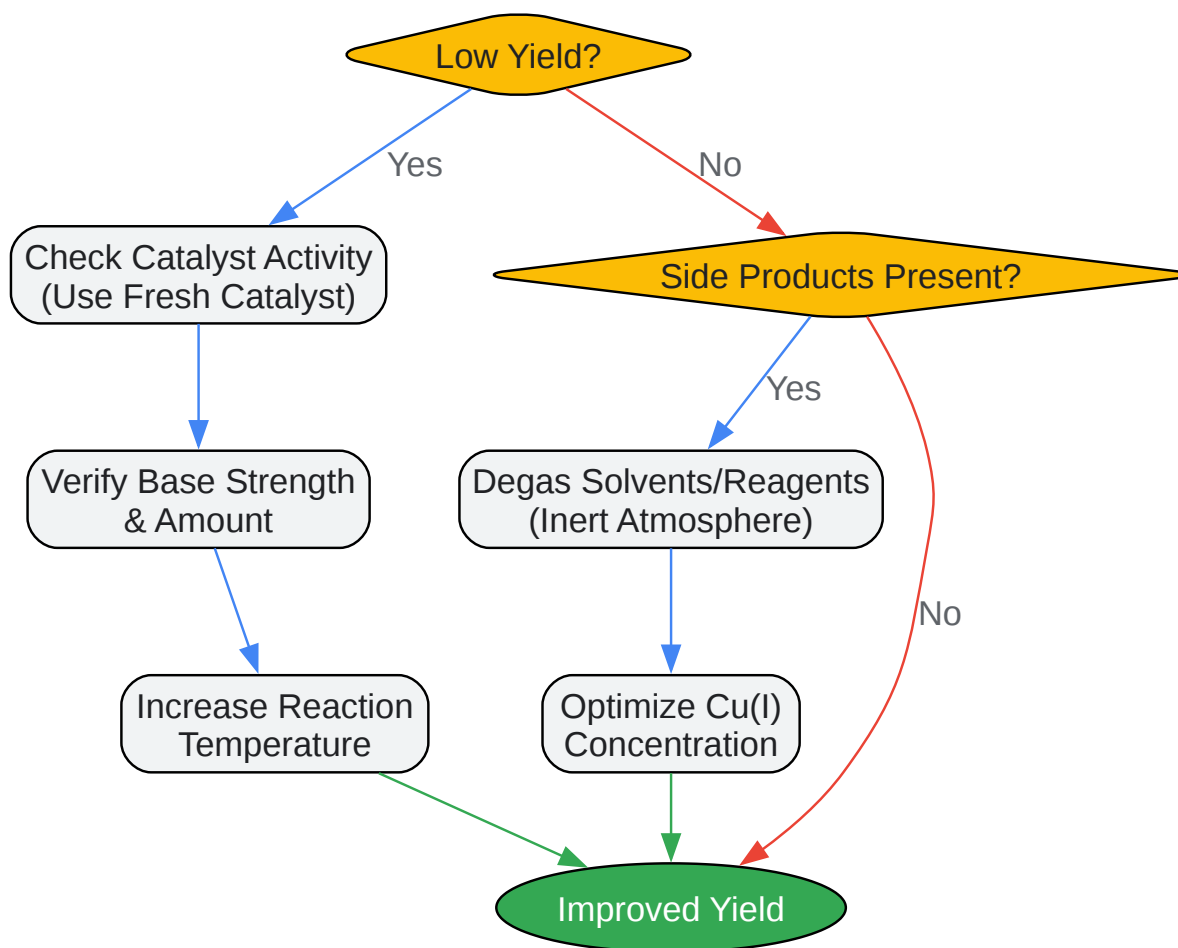 Low Yield?
Yes
No
Check Catalyst Activity
(Use Fresh Catalyst)
Side Products Present?
Yes
Verify Base Strength
& Amount
Degas Solvents/Reagents
(Inert Atmosphere)
No
Increase Reaction
Temperature
Optimize Cu(I)
Concentration
Improved Yield